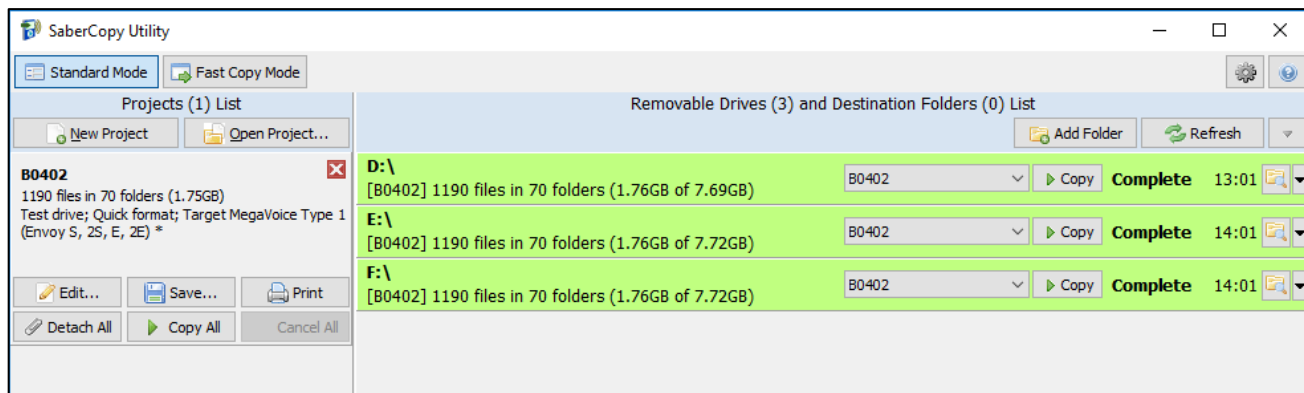 SaberCopy Utility
Standard Mode Fast Copy Mode
Projects (1) List
New Project Open Project...
B0402
1190 files in 70 folders (1.75GB)
Test drive; Quick format; Target MegaVoice Type 1
(Envoy S, 2S, E, 2E) *
Edit... Save... Print
Detach All Copy All Cancel All
Removable Drives (3) and Destination Folders (0) List
Add Folder Refresh
D:\
[B0402] 1190 files in 70 folders (1.76GB of 7.69GB)
B0402 Copy Complete 13:01
E:\
[B0402] 1190 files in 70 folders (1.76GB of 7.72GB)
B0402 Copy Complete 14:01
F:\
[B0402] 1190 files in 70 folders (1.76GB of 7.72GB)
B0402 Copy Complete 14:01